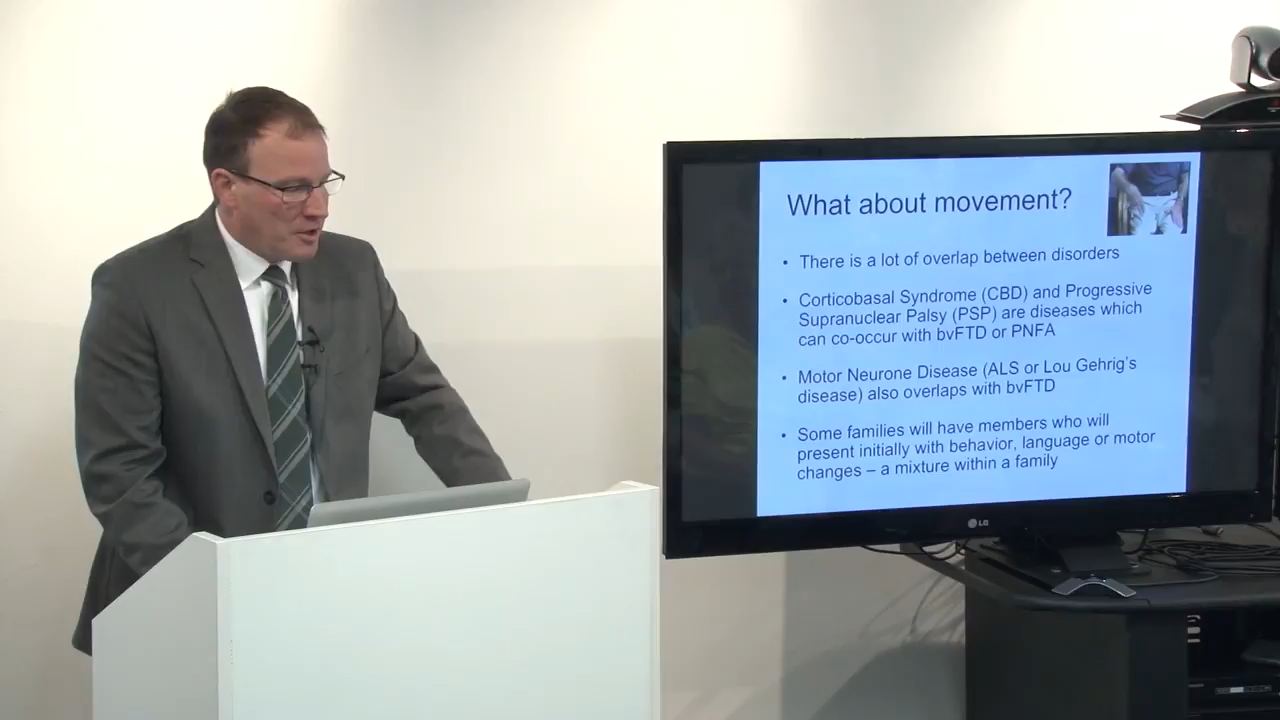 What about movement?
• There is a lot of overlap between disorders
• Corticobasal Syndrome (CBD) and Progressive
Supranuclear Palsy (PSP) are diseases which
can co-occur with bvFTD or PNFA
• Motor Neurone Disease (ALS or Lou Gehrig's
disease) also overlaps with bvFTD
• Some families will have members who will
present initially with behavior, language or motor
changes – a mixture within a family
LG